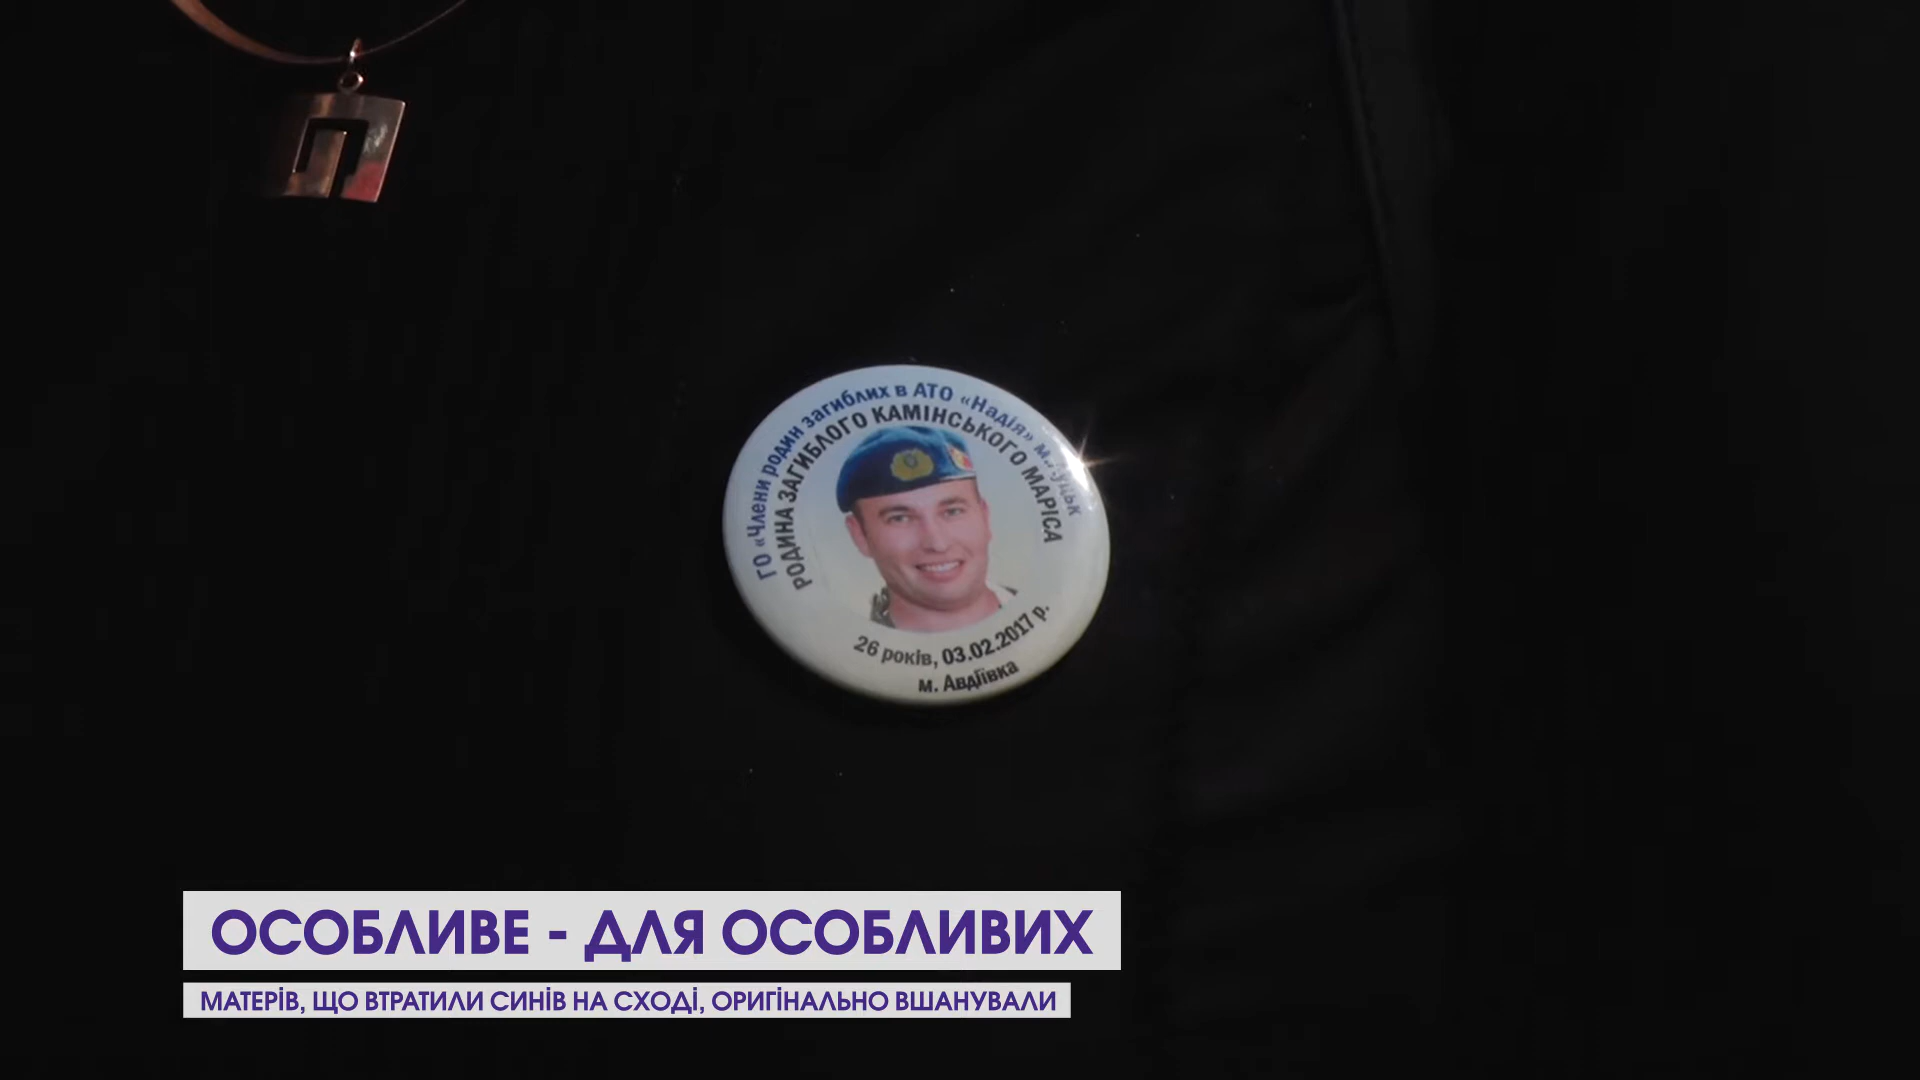 ГО «Члени родин загиблих в АТО «Надія» м. Луцьк
РОДИНА ЗАГИБЛОГО КАМІНСЬКОГО МАРІСА
26 років, 03.02.2017 р.
м. Авдіївка
ОСОБЛИВЕ - ДЛЯ ОСОБЛИВИХ
МАТЕРІВ, ЩО ВТРАТИЛИ СИНІВ НА СХОДІ, ОРИГІНАЛЬНО ВШАНУВАЛИ